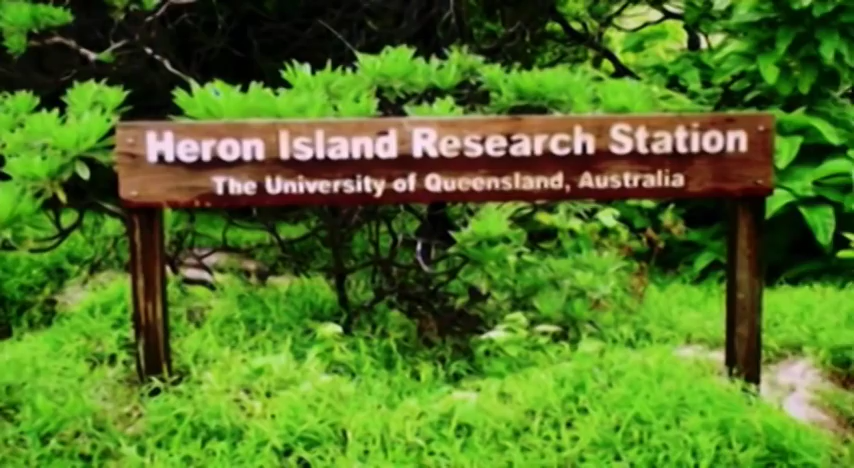 Heron Island Research Station
The University of Queensland, Australia